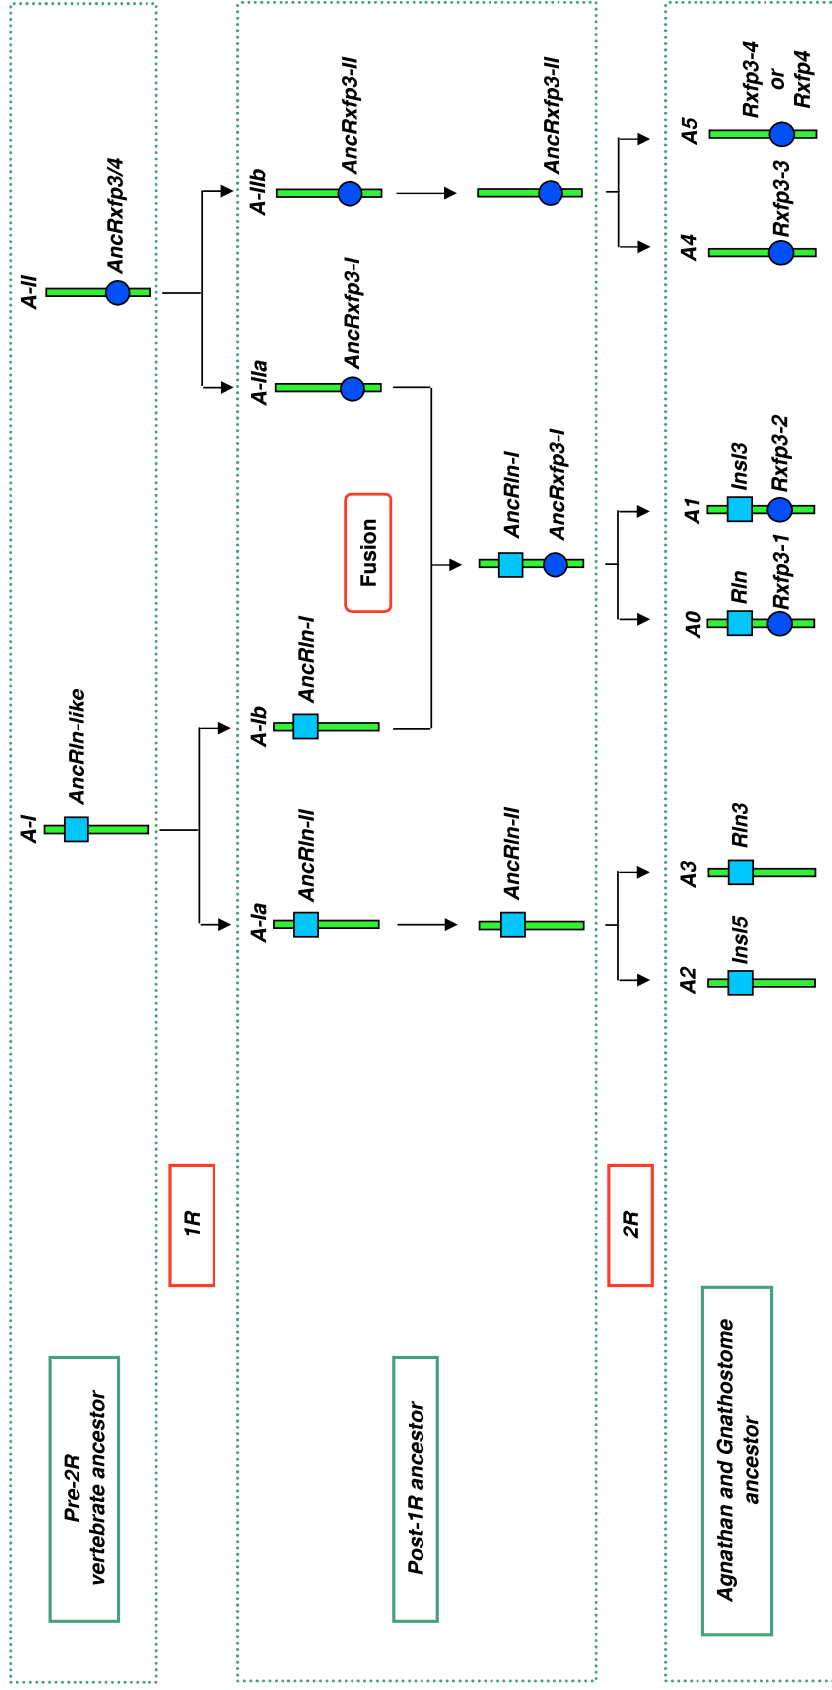 Pre-2R
vertebrate ancestor
A-I
AncRln-like
A-II
AncRxfp3/4
1R
Post-1R ancestor
A-Ia
AncRln-II
A-Ib
AncRln-I
Fusion
A-IIa
AncRxfp3-I
A-IIb
AncRxfp3-II
AncRln-II
AncRln-I
AncRxfp3-I
AncRxfp3-II
2R
Agnathan and Gnathostome
ancestor
A2
Insl5
A3
Rln3
A0
Rln
Rxfp3-1
A1
Insl3
Rxfp3-2
A4
Rxfp3-3
A5
Rxfp3-4
or
Rxfp4